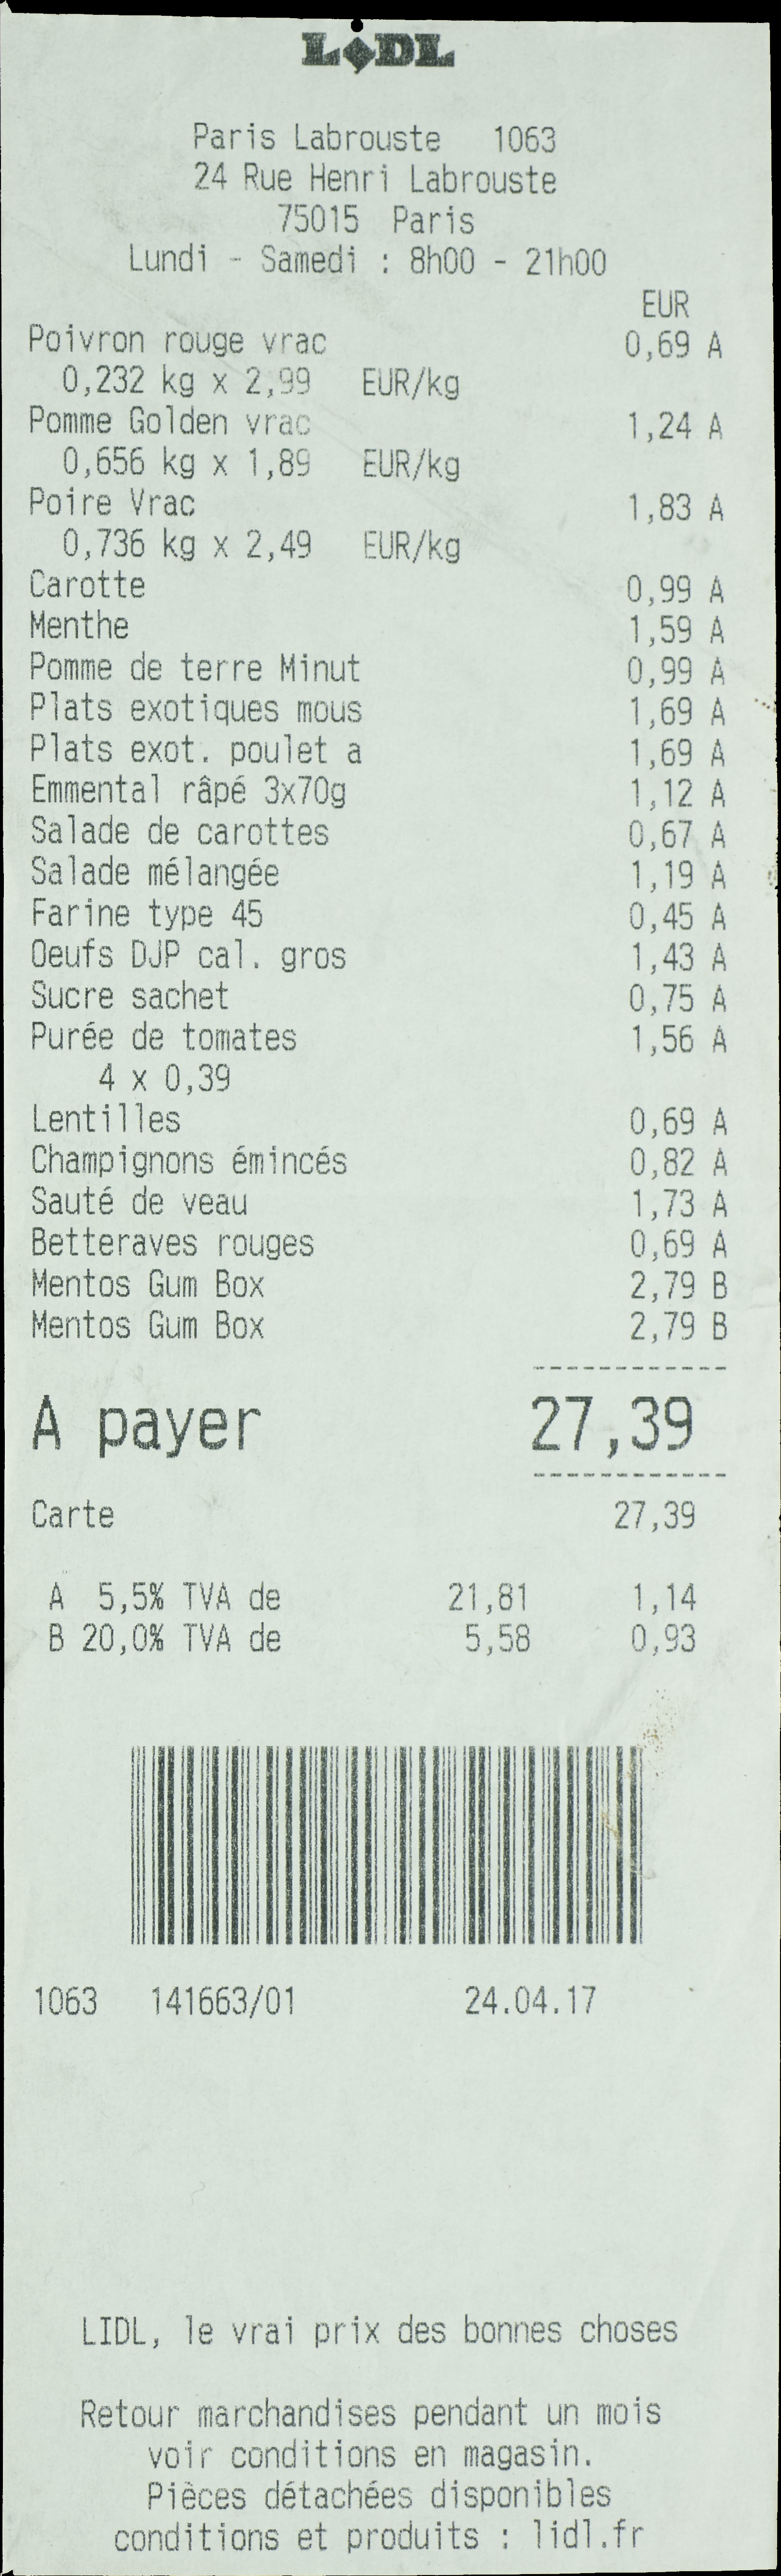 LIDL
Paris Labrouste 1063
24 Rue Henri Labrouste
75015 Paris
Lundi - Samedi : 8h00 - 21h00
EUR
Poivron rouge vrac 0,69 A
0,232 kg x 2,99 EUR/kg
Pomme Golden vrac 1,24 A
0,656 kg x 1,89 EUR/kg
Poire Vrac 1,83 A
0,736 kg x 2,49 EUR/kg
Carotte 0,99 A
Menthe 1,59 A
Pomme de terre Minut 0,99 A
Plats exotiques mous 1,69 A
Plats exot. poulet a 1,69 A
Emmental râpé 3x70g 1,12 A
Salade de carottes 0,67 A
Salade mélangée 1,19 A
Farine type 45 0,45 A
Oeufs DJP cal. gros 1,43 A
Sucre sachet 0,75 A
Purée de tomates 1,56 A
4 x 0,39
Lentilles 0,69 A
Champignons émincés 0,82 A
Sauté de veau 1,73 A
Betteraves rouges 0,69 A
Mentos Gum Box 2,79 B
Mentos Gum Box 2,79 B
------------
A payer 27,39
------------
Carte 27,39
A 5,5% TVA de 21,81 1,14
B 20,0% TVA de 5,58 0,93
1063 141663/01 24.04.17
LIDL, le vrai prix des bonnes choses
Retour marchandises pendant un mois
voir conditions en magasin.
Pièces détachées disponibles
conditions et produits : lidl.fr